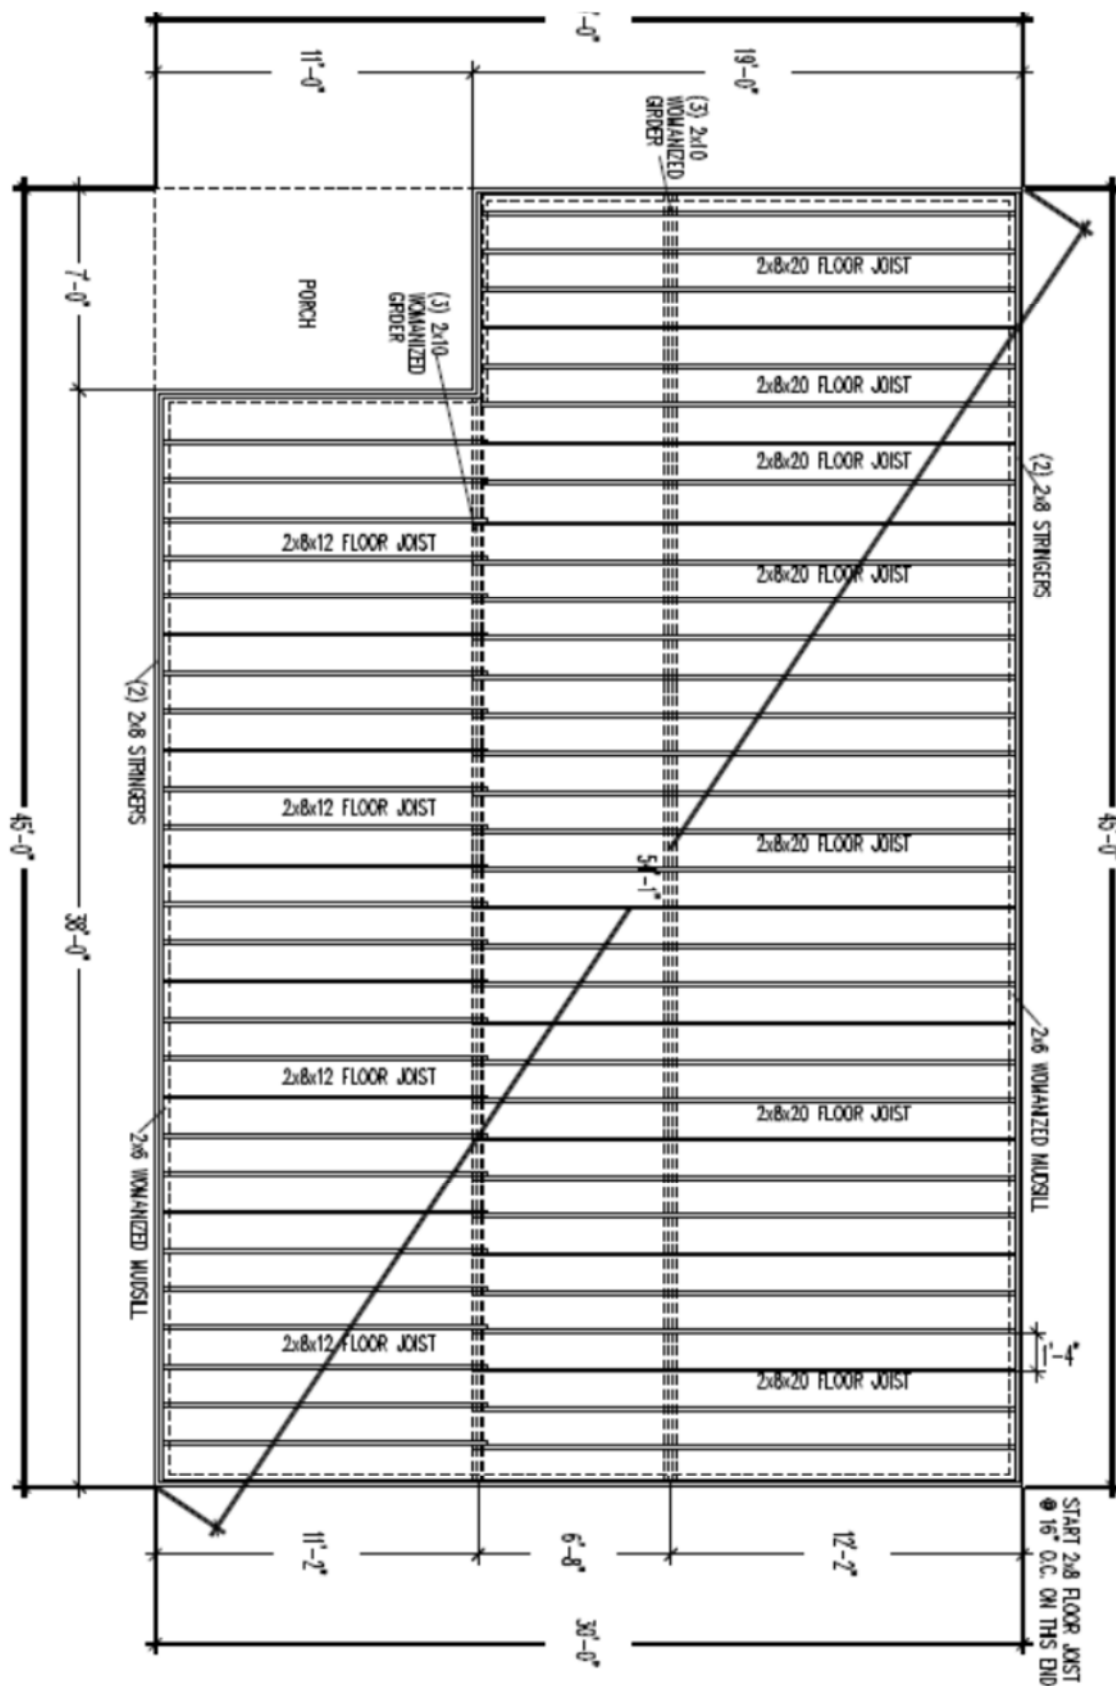 '-0"
11'-0"
19'-0"
(3) 2x10
WOMANIZED
GIRDER
45'-0"
7'-0"
PORCH
(3) 2x10
WOMANIZED
GIRDER
2x8x20 FLOOR JOIST
2x8x20 FLOOR JOIST
2x8x20 FLOOR JOIST
(2) 2x8 STRINGERS
2x8x12 FLOOR JOIST
2x8x20 FLOOR JOIST
(2) 2x8 STRINGERS
45'-0"
38'-0"
2x8x12 FLOOR JOIST
2x8x20 FLOOR JOIST
54'-1"
2x8x12 FLOOR JOIST
2x8x20 FLOOR JOIST
2x6 WOMANIZED MUDSILL
2x6 WOMANIZED MUDSILL
2x8x12 FLOOR JOIST
2x8x20 FLOOR JOIST
1'-4"
START 2x8 FLOOR JOIST
@ 16" O.C. ON THIS END
11'-2"
6'-8"
12'-2"
30'-0"